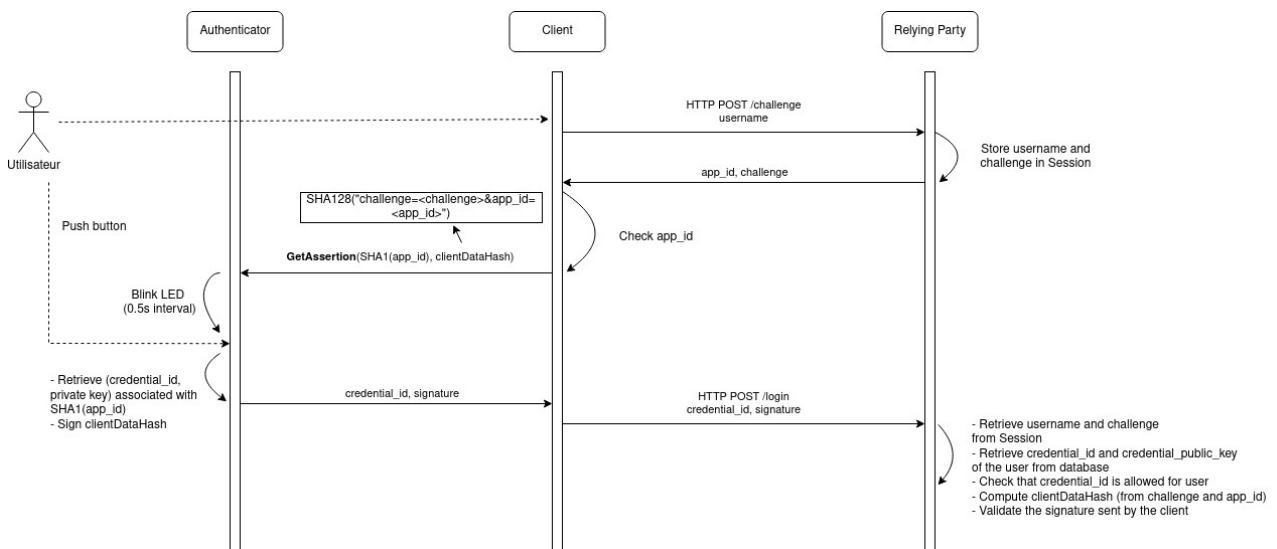 Authenticator
Client
Relying Party
HTTP POST /challenge
username
Utilisateur
Store username and
challenge in Session
app_id, challenge
SHA128("challenge=<challenge>&app_id=
<app_id>")
Push button
Check app_id
GetAssertion(SHA1(app_id), clientDataHash)
Blink LED
(0.5s interval)
- Retrieve (credential_id,
private key) associated with
SHA1(app_id)
- Sign clientDataHash
credential_id, signature
HTTP POST /login
credential_id, signature
- Retrieve username and challenge
from Session
- Retrieve credential_id and credential_public_key
of the user from database
- Check that credential_id is allowed for user
- Compute clientDataHash (from challenge and app_id)
- Validate the signature sent by the client